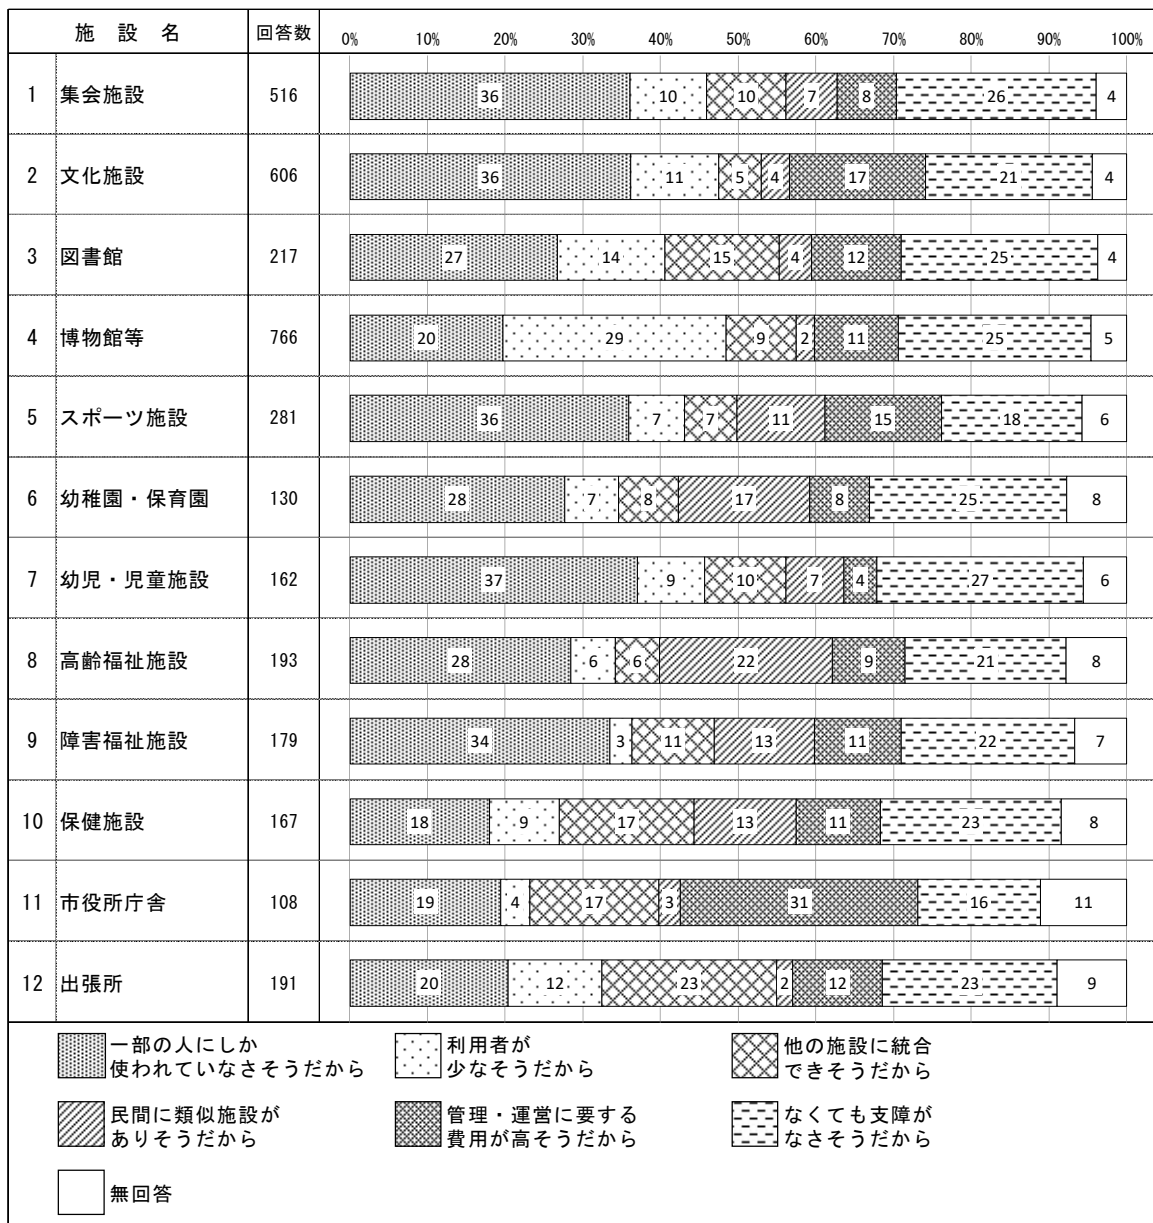 施設名 回答数 0% 10% 20% 30% 40% 50% 60% 70% 80% 90% 100%
1 集会施設 516 36 10 10 7 8 26 4
2 文化施設 606 36 11 5 4 17 21 4
3 図書館 217 27 14 15 4 12 25 4
4 博物館等 766 20 29 9 2 11 25 5
5 スポーツ施設 281 36 7 7 11 15 18 6
6 幼稚園・保育園 130 28 7 8 17 8 25 8
7 幼児・児童施設 162 37 9 10 7 4 27 6
8 高齢福祉施設 193 28 6 6 22 9 21 8
9 障害福祉施設 179 34 3 11 13 11 22 7
10 保健施設 167 18 9 17 13 11 23 8
11 市役所庁舎 108 19 4 17 3 31 16 11
12 出張所 191 20 12 23 2 12 23 9
一部の人にしか
使われていなさそうだから
利用者が
少なそうだから
他の施設に統合
できそうだから
民間に類似施設が
ありそうだから
管理・運営に要する
費用が高そうだから
なくても支障が
なさそうだから
無回答